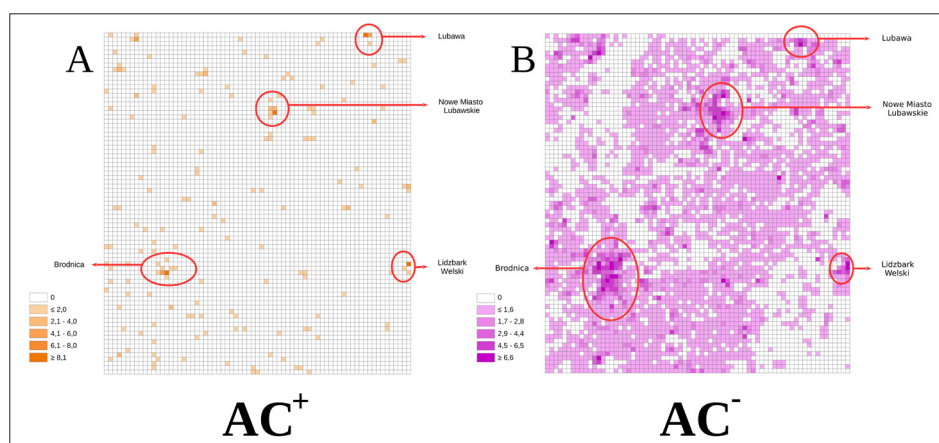 A
Lubawa
Nowe Miasto
Lubawskie
Brodnica
Lidzbark
Welski
0
≤ 2,0
2,1 - 4,0
4,1 - 6,0
6,1 - 8,0
≥ 8,1
AC+
B
Lubawa
Nowe Miasto
Lubawskie
Brodnica
Lidzbark
Welski
0
≤ 1,6
1,7 - 2,8
2,9 - 4,4
4,5 - 6,5
≥ 6,6
AC-